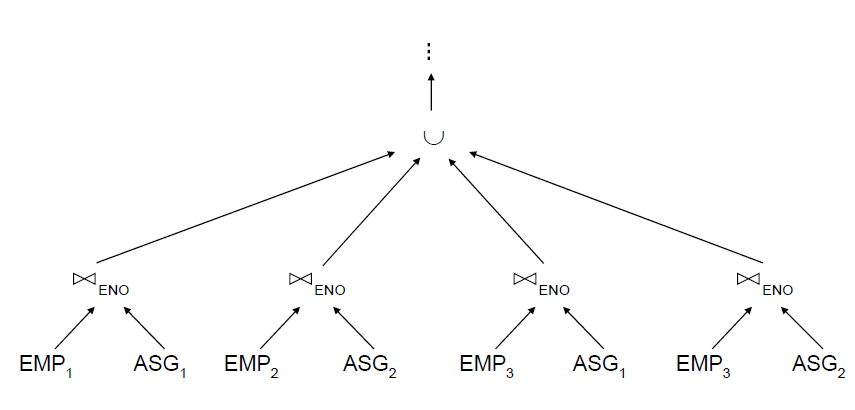 ⋮
∪
⋈ENO ⋈ENO ⋈ENO ⋈ENO
EMP1 ASG1 EMP2 ASG2 EMP3 ASG1 EMP3 ASG2